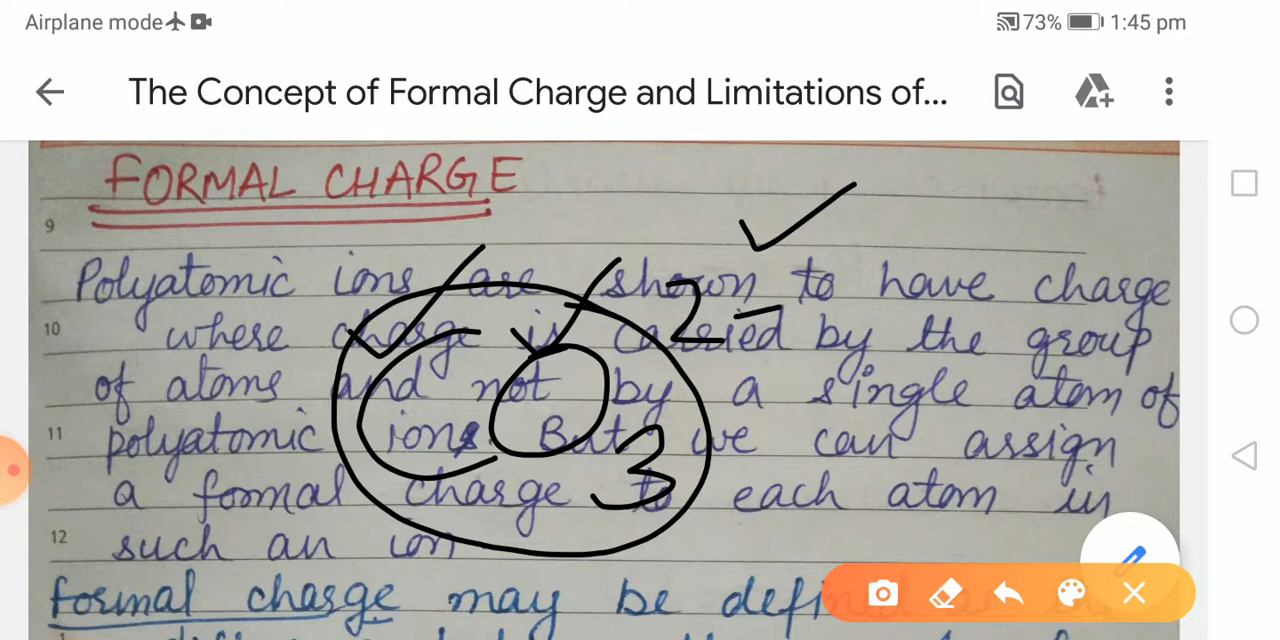 Airplane mode 73% 1:45 pm
The Concept of Formal Charge and Limitations of...
FORMAL CHARGE
9
Polyatomic ions are shown to have charge
10 where charge is carried by the group
of atoms and not by a single atom of
11 polyatomic ions. But we can assign
a formal charge to each atom in
12 such an ion
formal charge may be
CO3 2-